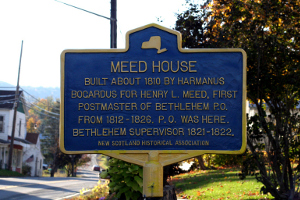 MEED HOUSE
BUILT ABOUT 1810 BY HARMANUS
BOGARDUS FOR HENRY L. MEED, FIRST
POSTMASTER OF BETHLEHEM P.O.
FROM 1812-1826. P.O. WAS HERE.
BETHLEHEM SUPERVISOR 1821-1822.
NEW SCOTLAND HISTORICAL ASSOCIATION